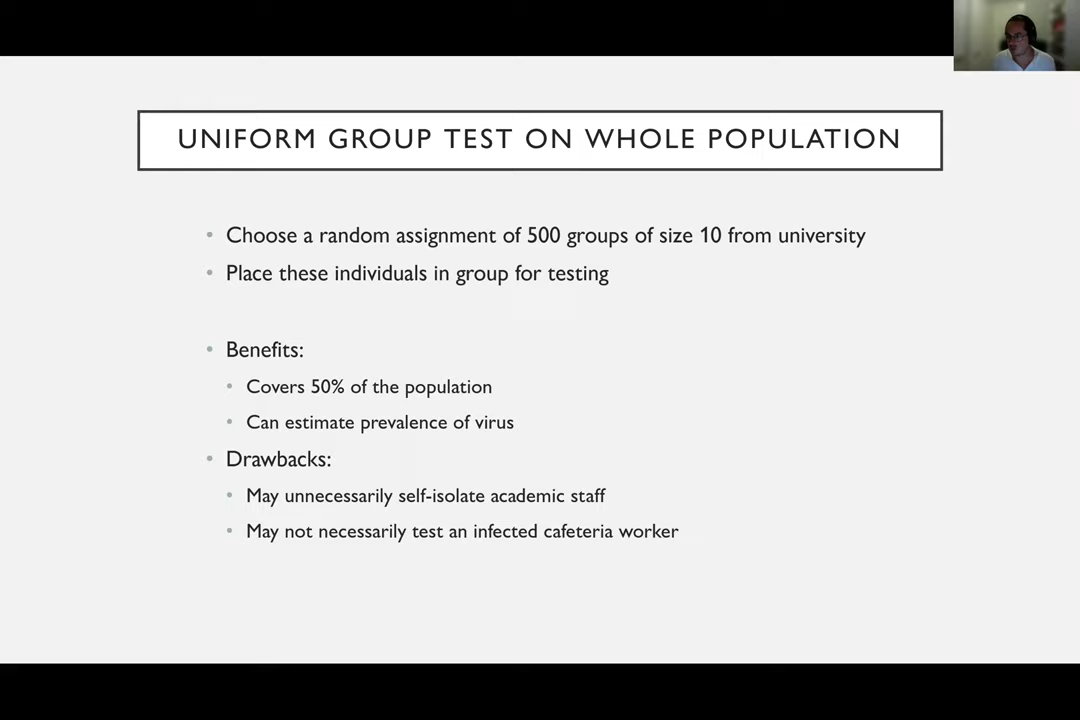 UNIFORM GROUP TEST ON WHOLE POPULATION
• Choose a random assignment of 500 groups of size 10 from university
• Place these individuals in group for testing
• Benefits:
• Covers 50% of the population
• Can estimate prevalence of virus
• Drawbacks:
• May unnecessarily self-isolate academic staff
• May not necessarily test an infected cafeteria worker